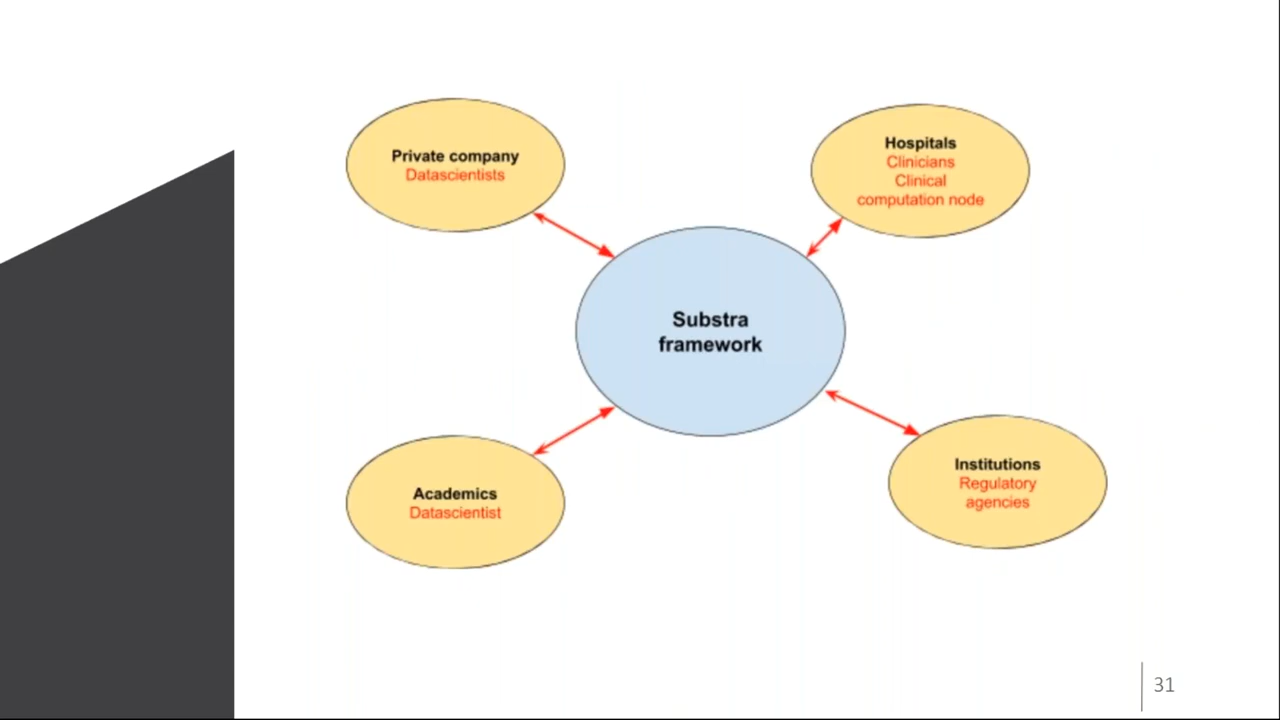 Private company
Datascientists
Hospitals
Clinicians
Clinical
computation node
Substra
framework
Academics
Datascientist
Institutions
Regulatory
agencies
31